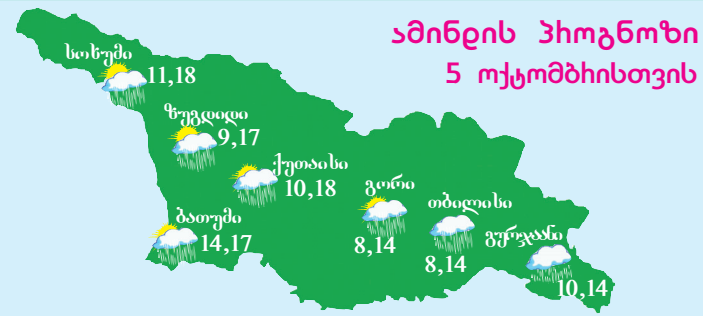 ამინდის პროგნოზი
5 ოქტომბრისთვის
სოხუმი
11,18
ზუგდიდი
9,17
ქუთაისი
10,18
გორი
8,14
თბილისი
8,14
ბათუმი
14,17
გურჯაანი
10,14